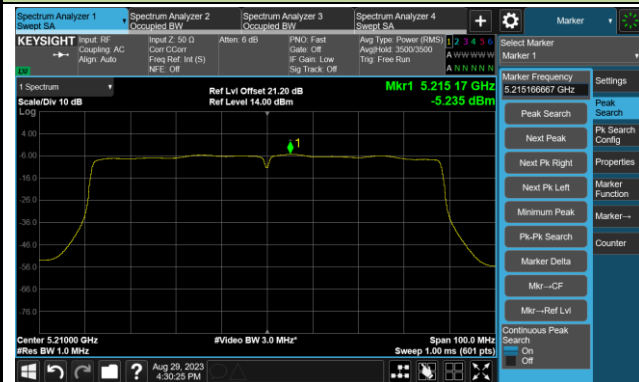 Spectrum Analyzer 1
Swept SA
Spectrum Analyzer 2
Occupied BW
Spectrum Analyzer 3
Occupied BW
Spectrum Analyzer 4
Swept SA
+
Marker
KEYSIGHT
Input: RF
Coupling: AC
Align: Auto
Input Z: 50 Ω
Corr CCorr
Freq Ref: Int (S)
NFE: Off
Atten: 6 dB
PNO: Fast
Gate: Off
IF Gain: Low
Sig Track: Off
Avg Type: Power (RMS)
Avg|Hold: 3500/3500
Trig: Free Run
1 2 3 4 5 6
A W W W W W
A N N N N N
LXI
Select Marker
Marker 1
1 Spectrum
Scale/Div 10 dB
Log
Ref Lvl Offset 21.20 dB
Ref Level 14.00 dBm
Mkr1 5.215 17 GHz
-5.235 dBm
1
4.00
-6.00
-16.0
-26.0
-36.0
-46.0
-56.0
-66.0
-76.0
Center 5.21000 GHz
#Res BW 1.0 MHz
#Video BW 3.0 MHz*
Span 100.0 MHz
Sweep 1.00 ms (601 pts)
Marker Frequency
5.215166667 GHz
Peak Search
Next Peak
Next Pk Right
Next Pk Left
Minimum Peak
Pk-Pk Search
Marker Delta
Mkr→CF
Mkr→Ref Lvl
Continuous Peak
Search
On
Off
Settings
Peak
Search
Pk Search
Config
Properties
Marker
Function
Marker→
Counter
?
Aug 29, 2023
4:30:25 PM